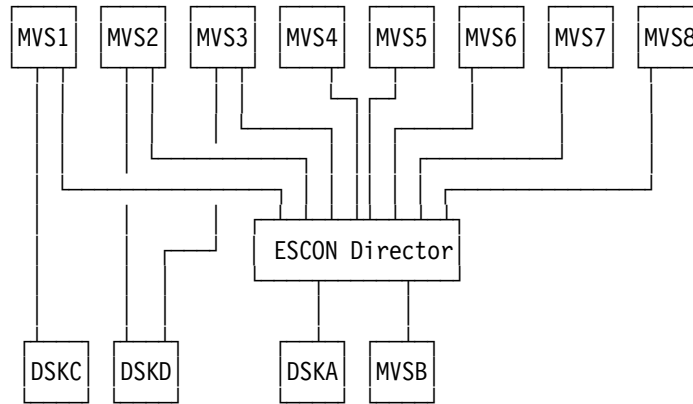 MVS1 MVS2 MVS3 MVS4 MVS5 MVS6 MVS7 MVS8
ESCON Director
DSKC DSKD DSKA MVSB